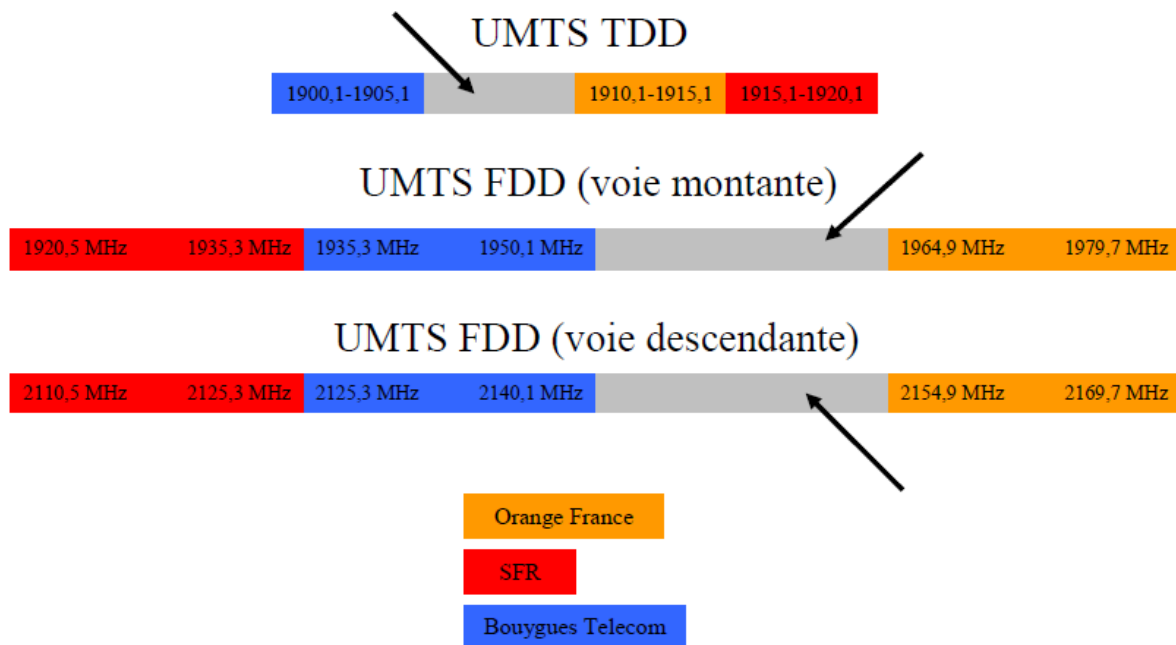 UMTS TDD
1900,1-1905,1 1910,1-1915,1 1915,1-1920,1
UMTS FDD (voie montante)
1920,5 MHz 1935,3 MHz 1935,3 MHz 1950,1 MHz 1964,9 MHz 1979,7 MHz
UMTS FDD (voie descendante)
2110,5 MHz 2125,3 MHz 2125,3 MHz 2140,1 MHz 2154,9 MHz 2169,7 MHz
Orange France
SFR
Bouygues Telecom